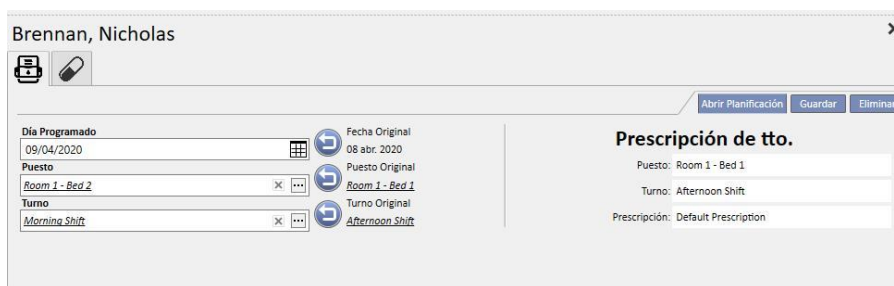 Brennan, Nicholas
Abrir Planificación Guardar Eliminar
Día Programado
09/04/2020
Fecha Original
08 abr. 2020
Puesto
Room 1 - Bed 2
Puesto Original
Room 1 - Bed 1
Turno
Morning Shift
Turno Original
Afternoon Shift
Prescripción de tto.
Puesto: Room 1 - Bed 1
Turno: Afternoon Shift
Prescripción: Default Prescription